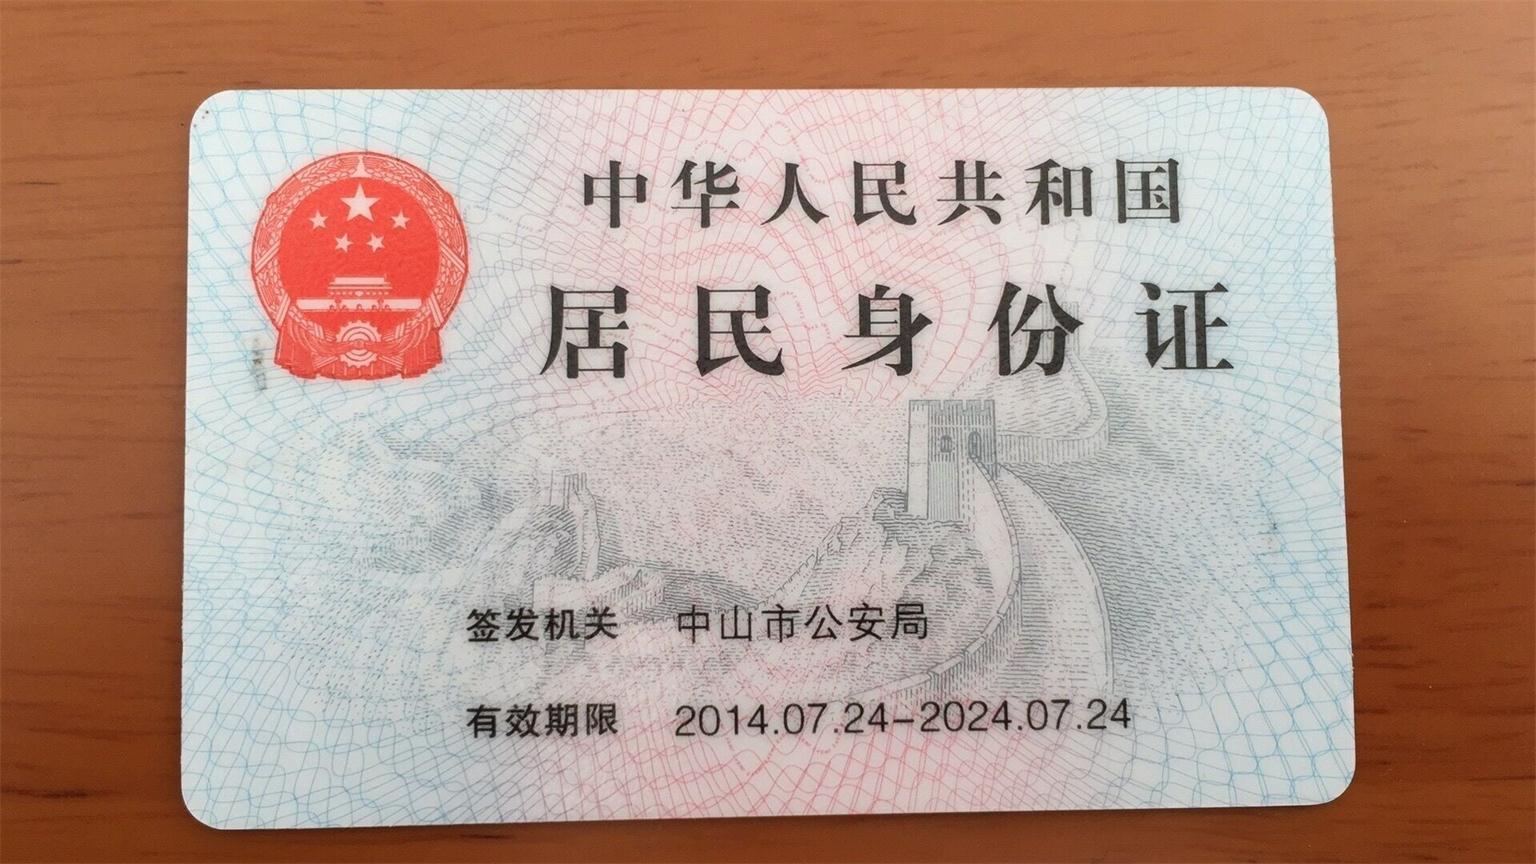 中华人民共和国
居民身份证
签发机关 中山市公安局
有效期限 2014.07.24-2024.07.24